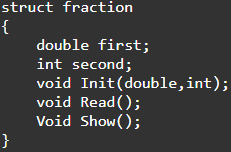 struct fraction
{
    double first;
    int second;
    void Init(double,int);
    void Read();
    Void Show();
}